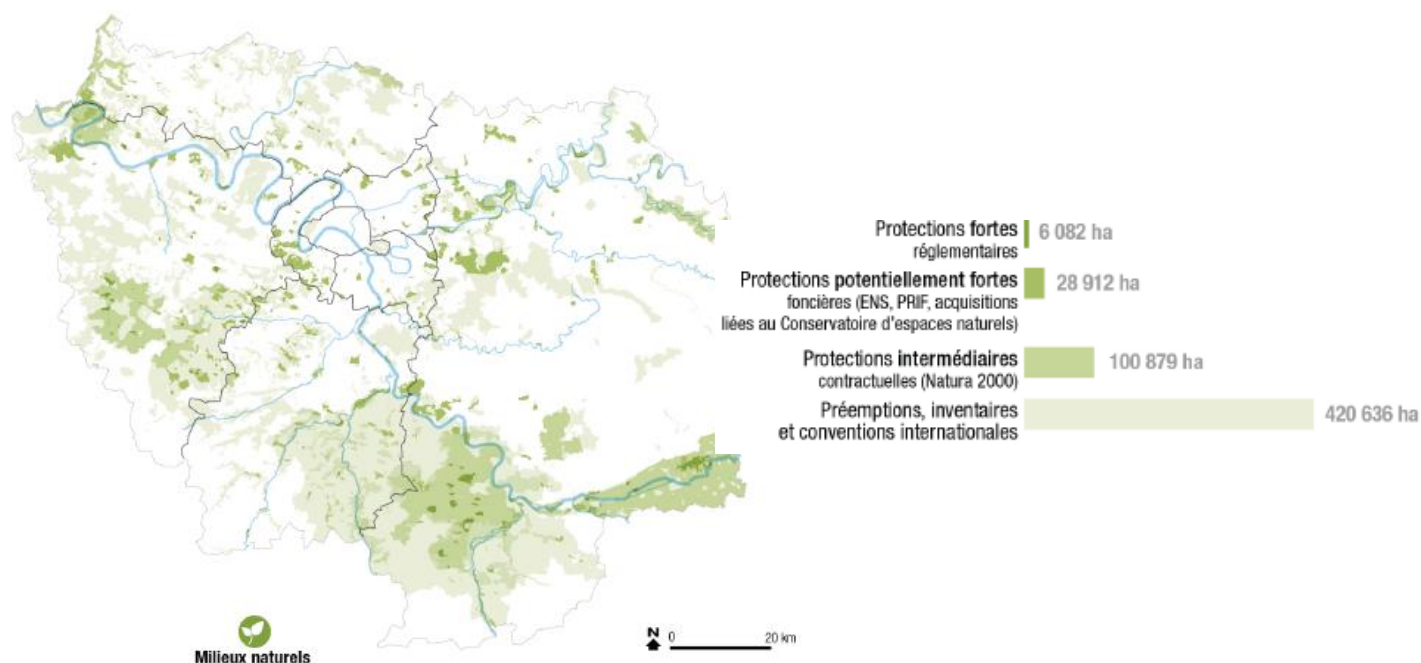 Protections fortes
réglementaires
6 082 ha
Protections potentiellement fortes
foncières (ENS, PRIF, acquisitions
liées au Conservatoire d'espaces naturels)
28 912 ha
Protections intermédiaires
contractuelles (Natura 2000)
100 879 ha
Préemptions, inventaires
et conventions internationales
420 636 ha
Milieux naturels
N 0 20 km